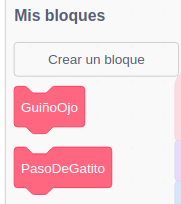 Mis bloques
Crear un bloque
GuiñoOjo
PasoDeGatito